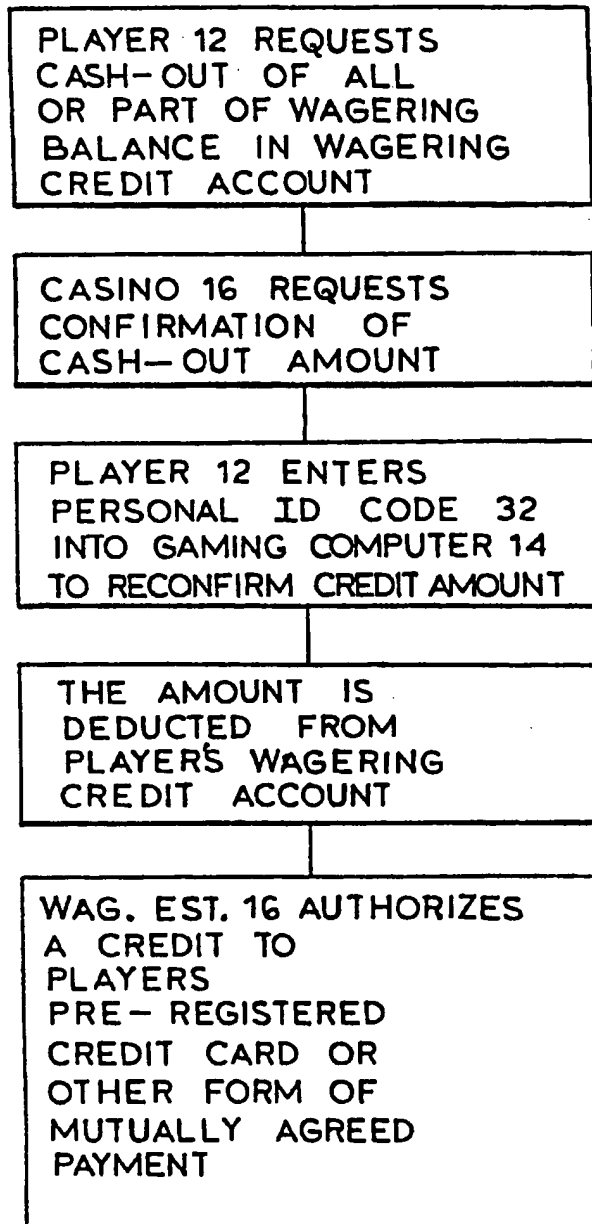 PLAYER 12 REQUESTS
CASH-OUT OF ALL
OR PART OF WAGERING
BALANCE IN WAGERING
CREDIT ACCOUNT
CASINO 16 REQUESTS
CONFIRMATION OF
CASH-OUT AMOUNT
PLAYER 12 ENTERS
PERSONAL ID CODE 32
INTO GAMING COMPUTER 14
TO RECONFIRM CREDIT AMOUNT
THE AMOUNT IS
DEDUCTED FROM
PLAYER'S WAGERING
CREDIT ACCOUNT
WAG. EST. 16 AUTHORIZES
A CREDIT TO
PLAYERS
PRE-REGISTERED
CREDIT CARD OR
OTHER FORM OF
MUTUALLY AGREED
PAYMENT